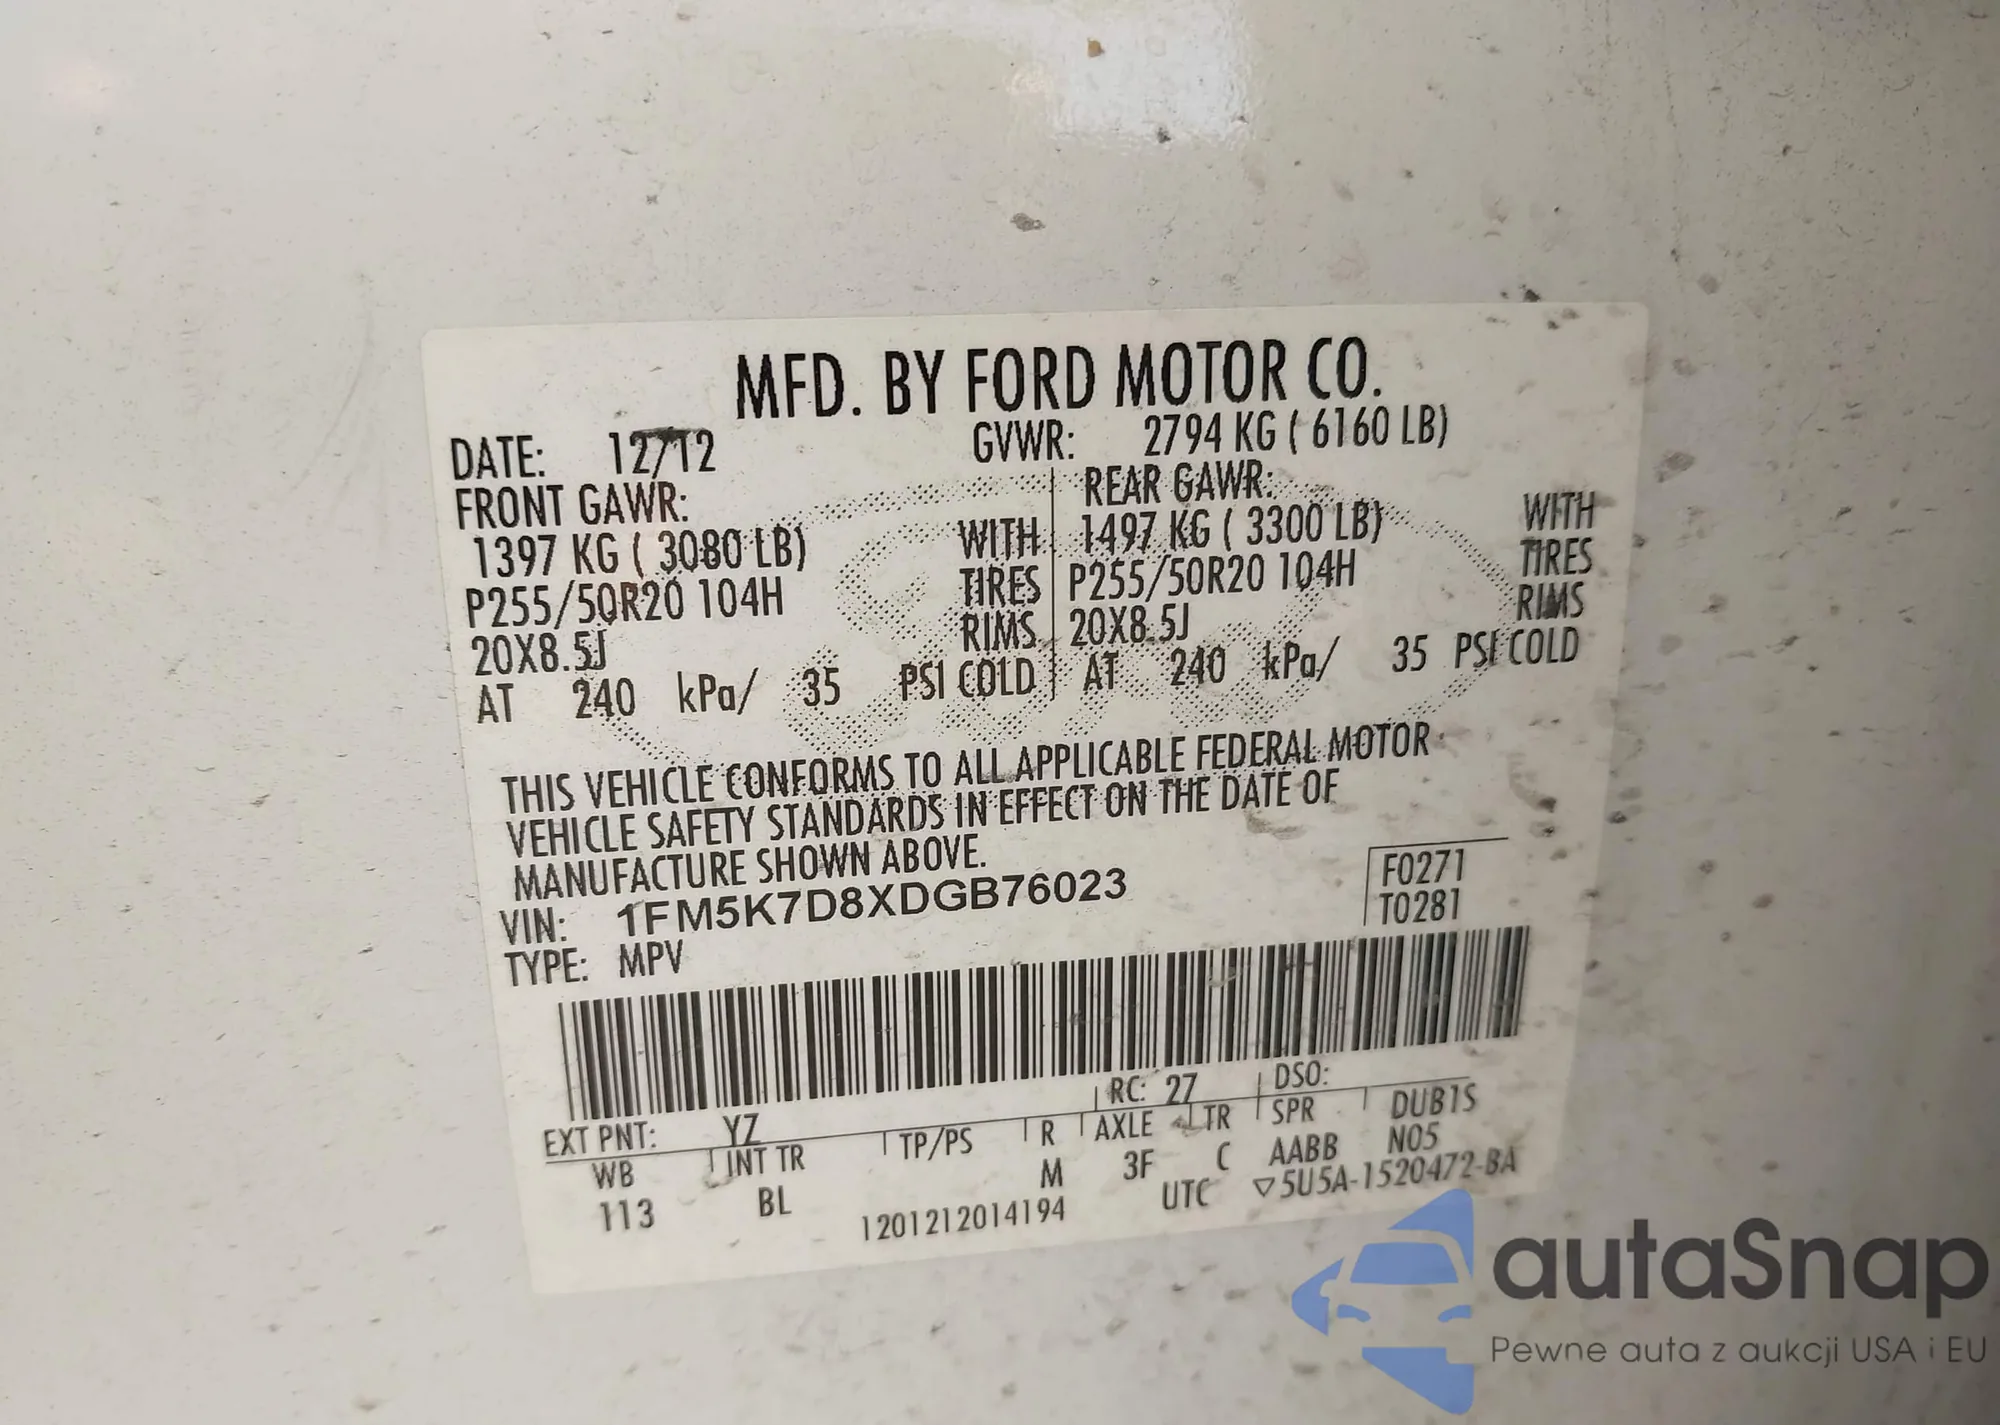 MFD. BY FORD MOTOR CO.
DATE: 12/12 GVWR: 2794 KG ( 6160 LB)
FRONT GAWR: REAR GAWR:
1397 KG ( 3080 LB) WITH 1497 KG ( 3300 LB) WITH
P255/50R20 104H TIRES P255/50R20 104H TIRES
20X8.5J RIMS 20X8.5J RIMS
AT 240 kPa/ 35 PSI COLD AT 240 kPa/ 35 PSI COLD
THIS VEHICLE CONFORMS TO ALL APPLICABLE FEDERAL MOTOR
VEHICLE SAFETY STANDARDS IN EFFECT ON THE DATE OF
MANUFACTURE SHOWN ABOVE.
VIN: 1FM5K7D8XDGB76023 F0271
TYPE: MPV T0281
EXT PNT: YZ RC: 27 DSO:
WB INT TR TP/PS R AXLE TR SPR DUB1S
113 BL M 3F C AABB N05
1201212014194 UTC ▽5U5A-1520472-BA
autaSnap
Pewne auta z aukcji USA i EU